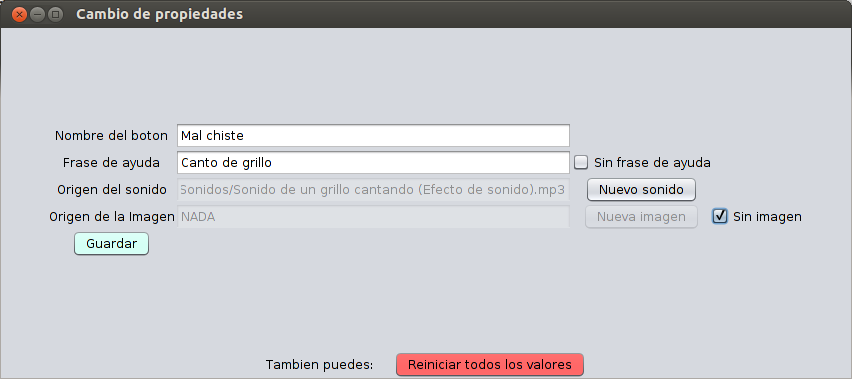 Cambio de propiedades
Nombre del boton Mal chiste
Frase de ayuda Canto de grillo Sin frase de ayuda
Origen del sonido Sonidos/Sonido de un grillo cantando (Efecto de sonido).mp3 Nuevo sonido
Origen de la Imagen NADA Nueva imagen Sin imagen
Guardar
Tambien puedes: Reiniciar todos los valores